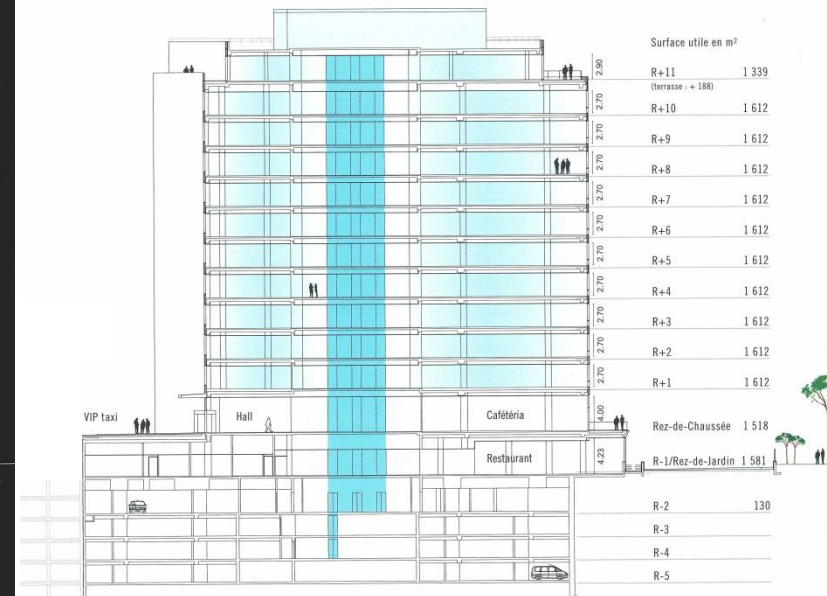 Surface utile en m²
2.90 R+11 1 339
(terrasse : + 188)
2.70 R+10 1 612
2.70 R+9 1 612
2.70 R+8 1 612
2.70 R+7 1 612
2.70 R+6 1 612
2.70 R+5 1 612
2.70 R+4 1 612
2.70 R+3 1 612
2.70 R+2 1 612
2.70 R+1 1 612
VIP taxi Hall Cafétéria 4.00 Rez-de-Chaussée 1 518
Restaurant 4.23 R-1/Rez-de-Jardin 1 581
R-2 130
R-3
R-4
R-5